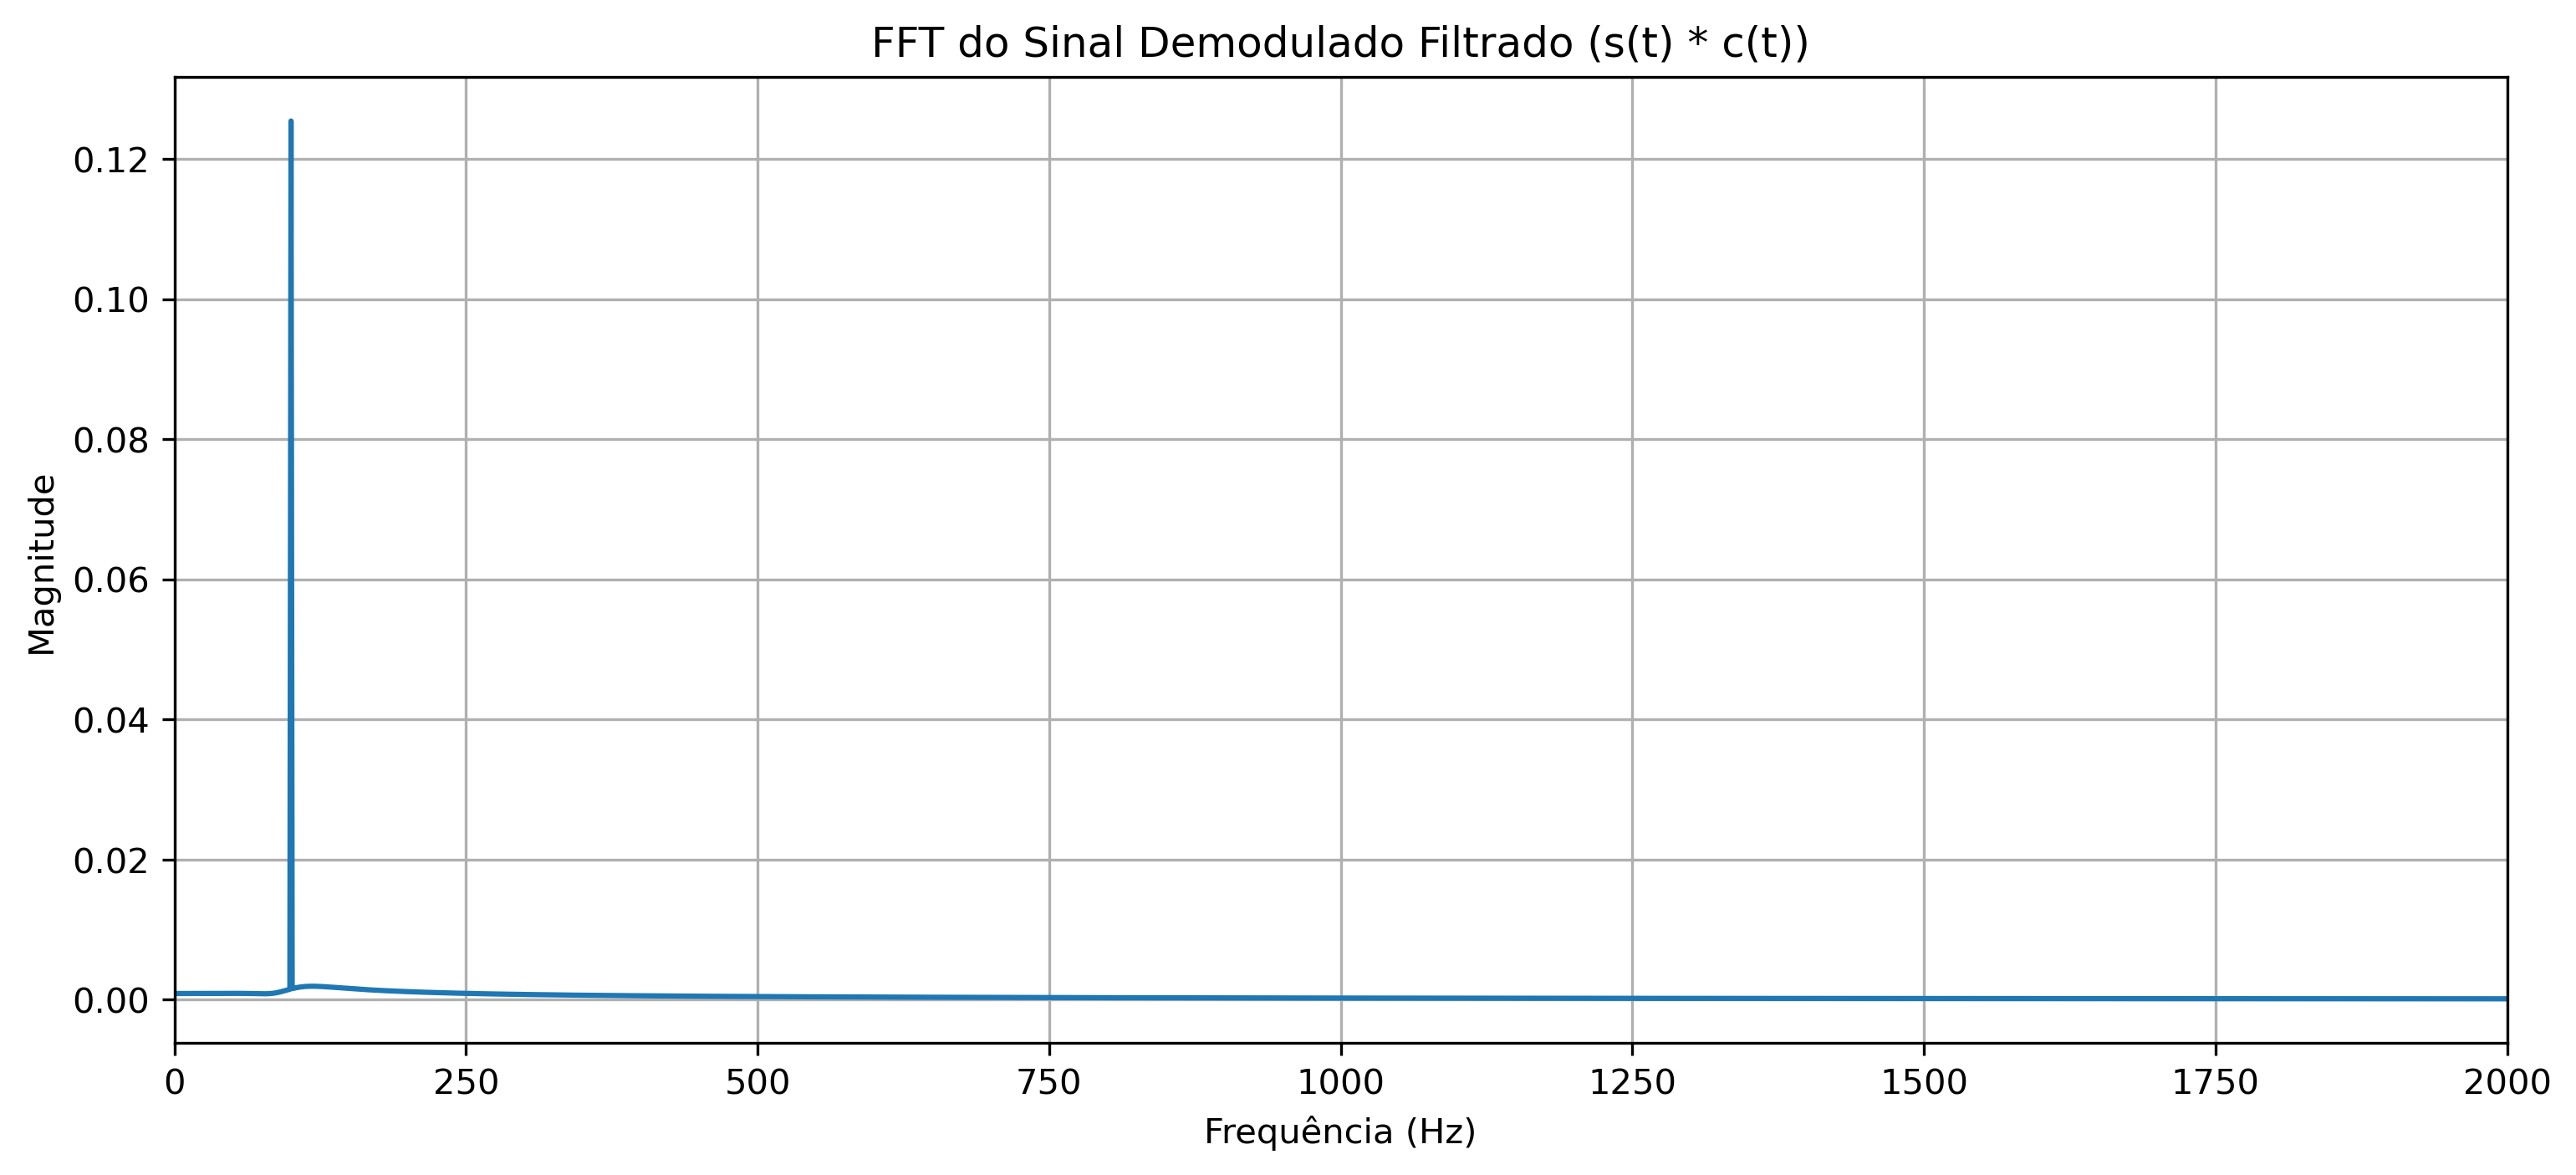 FFT do Sinal Demodulado Filtrado (s(t) * c(t))
Magnitude
0.12
0.10
0.08
0.06
0.04
0.02
0.00
0 250 500 750 1000 1250 1500 1750 2000
Frequência (Hz)